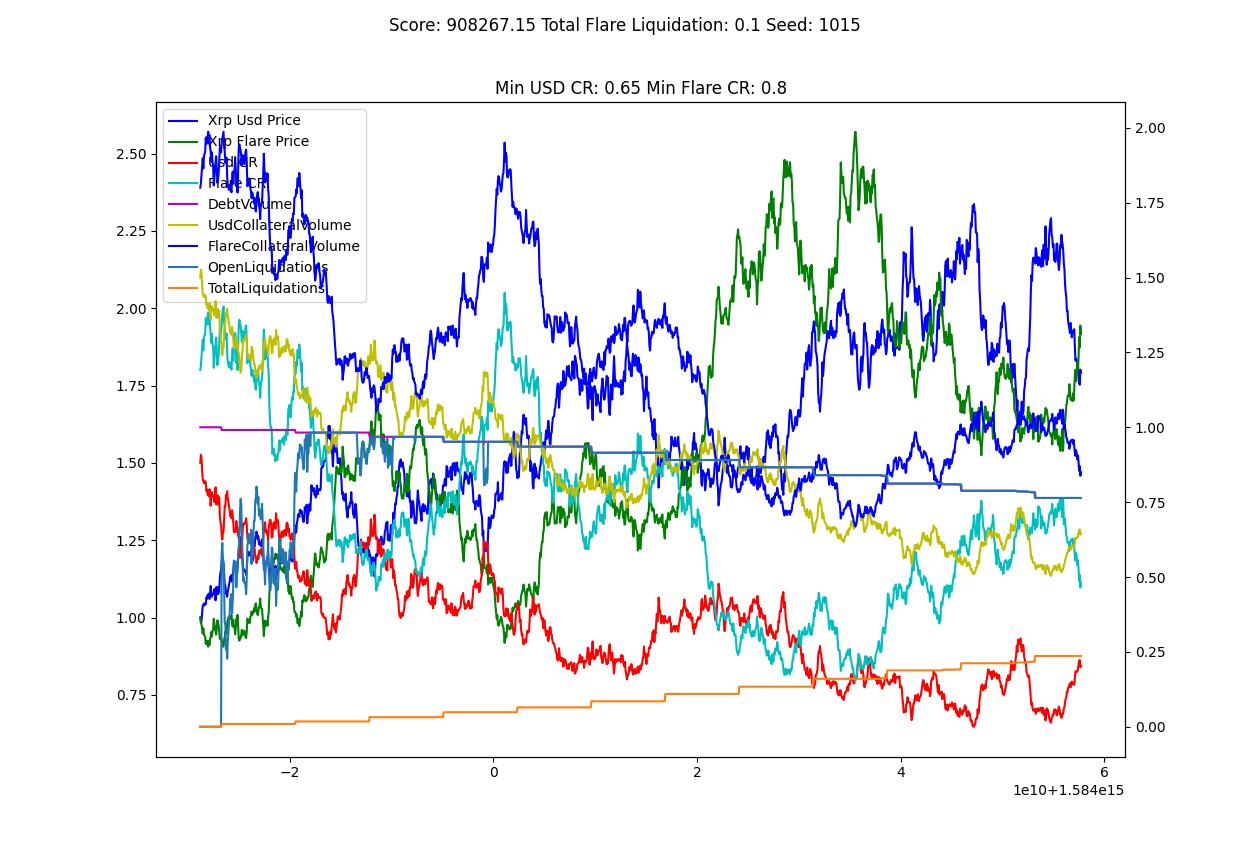 Score: 908267.15 Total Flare Liquidation: 0.1 Seed: 1015
Min USD CR: 0.65 Min Flare CR: 0.8
Xrp Usd Price
Xrp Flare Price
Usd CR
Flare CR
DebtVolume
UsdCollateralVolume
FlareCollateralVolume
OpenLiquidations
TotalLiquidations
2.50
2.25
2.00
1.75
1.50
1.25
1.00
0.75
2.00
1.75
1.50
1.25
1.00
0.75
0.50
0.25
0.00
−2 0 2 4 6
1e10+1.584e15